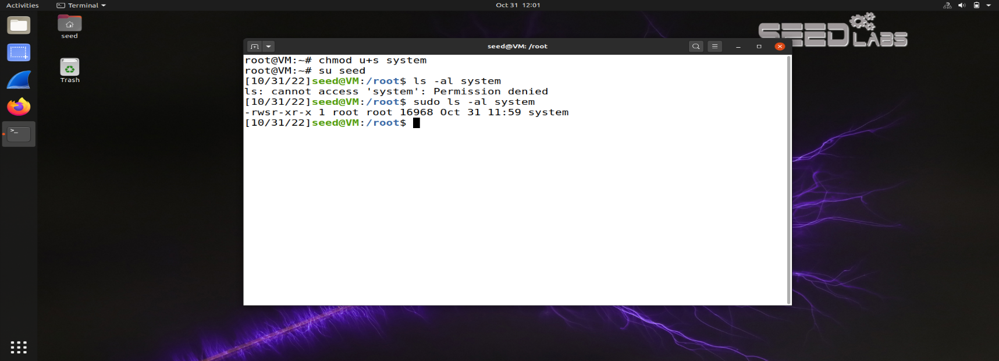 Activities
Terminal
Oct 31 12:01
seed
Trash
SEED LABS
seed@VM: /root
root@VM:~# chmod u+s system
root@VM:~# su seed
[10/31/22]seed@VM:/root$ ls -al system
ls: cannot access 'system': Permission denied
[10/31/22]seed@VM:/root$ sudo ls -al system
-rwsr-xr-x 1 root root 16968 Oct 31 11:59 system
[10/31/22]seed@VM:/root$